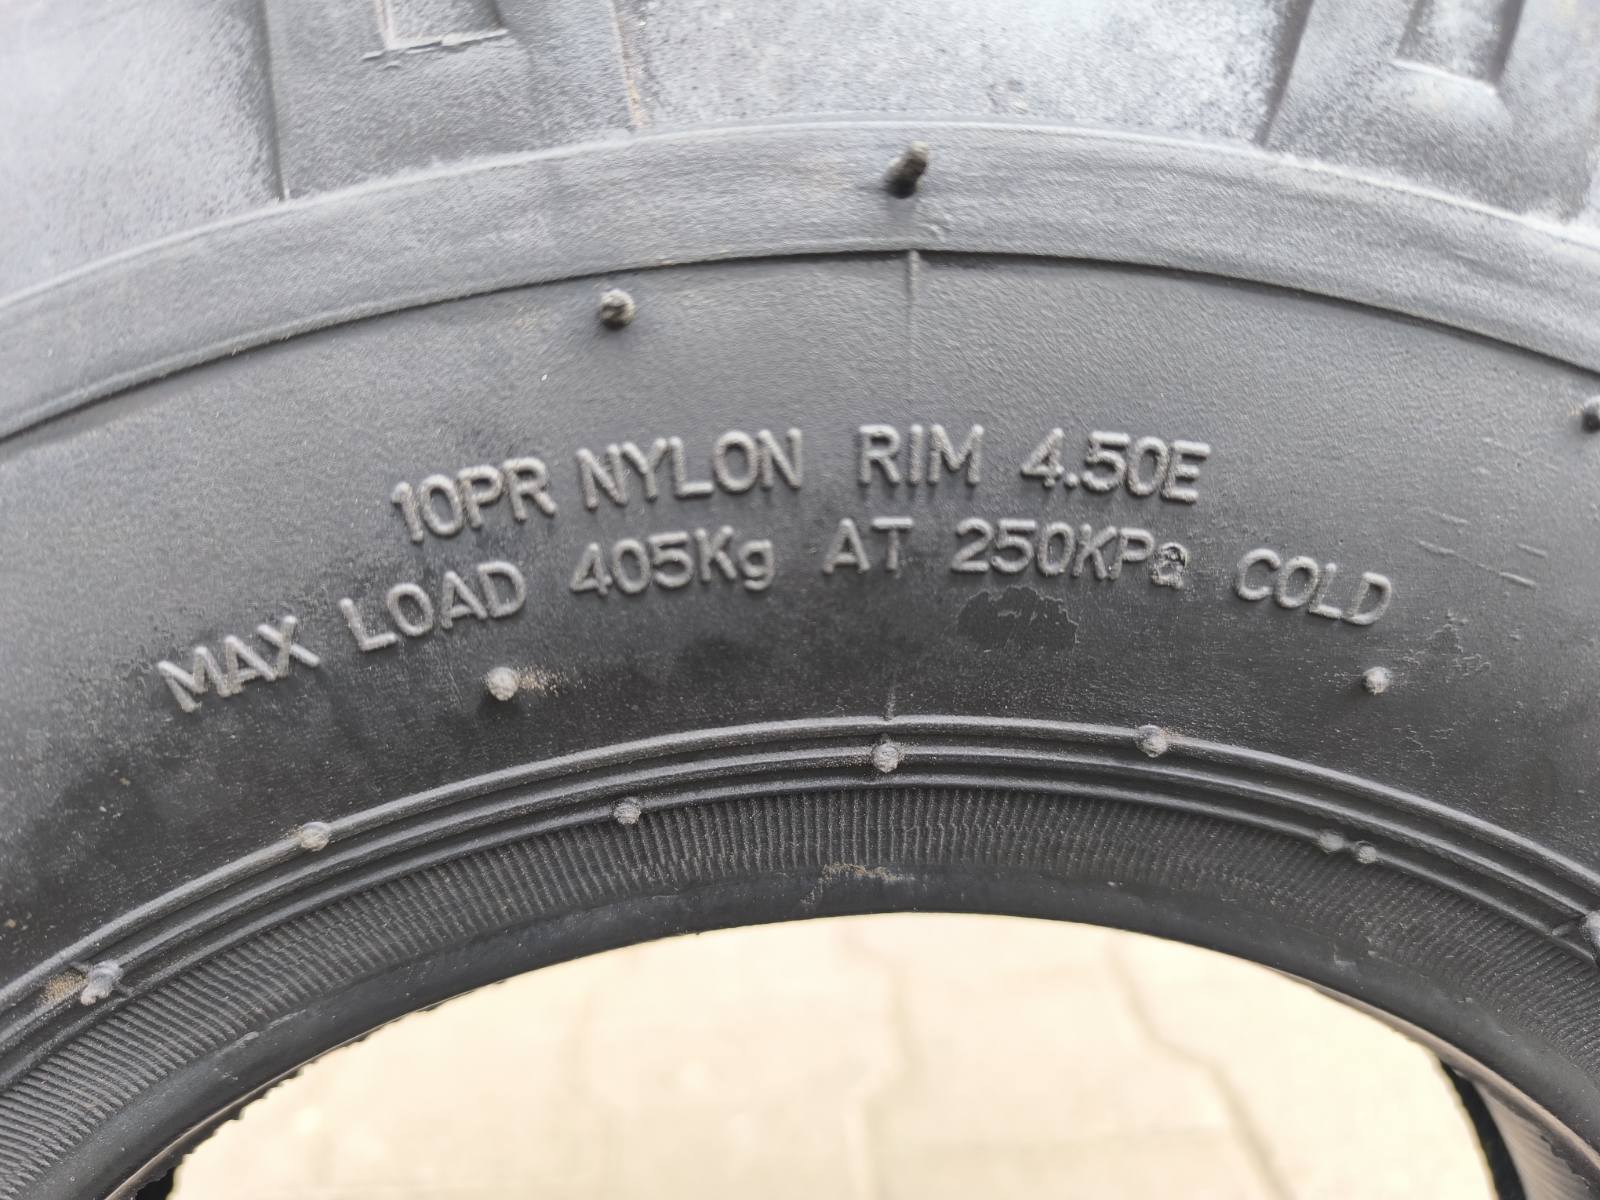 10PR NYLON RIM 4.50E
MAX LOAD 405Kg AT 250KPa COLD